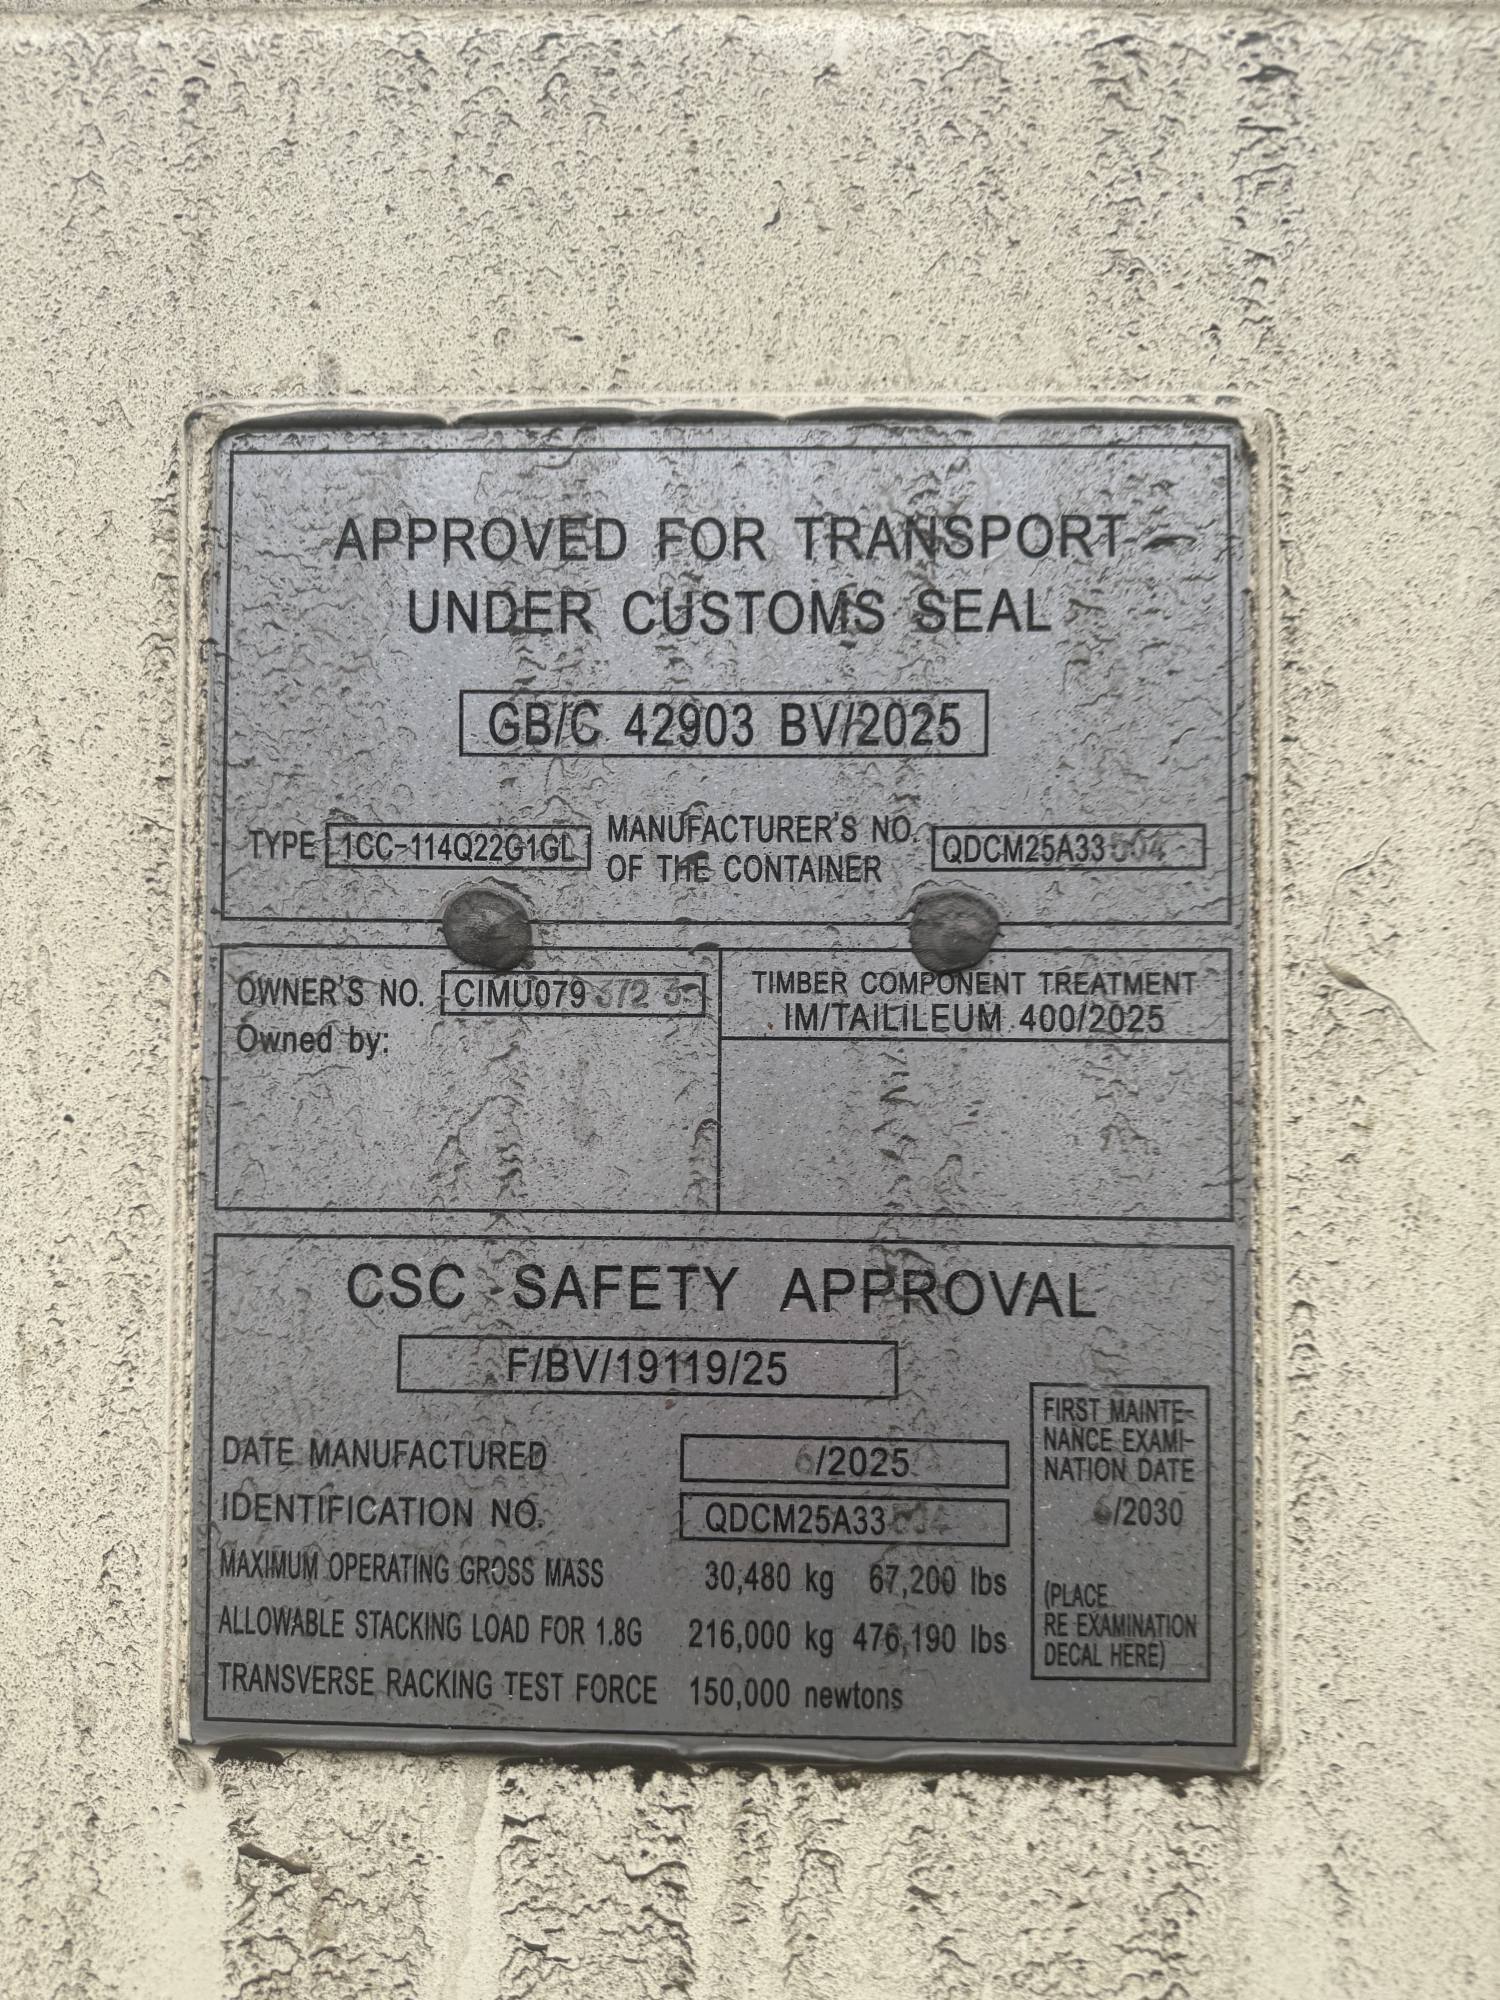 APPROVED FOR TRANSPORT
UNDER CUSTOMS SEAL
GB/C 42903 BV/2025
TYPE 1CC-114Q22G1GL MANUFACTURER'S NO. OF THE CONTAINER QDCM25A33
OWNER'S NO. CIMU079
Owned by:
TIMBER COMPONENT TREATMENT
IM/TAILILEUM 400/2025
CSC SAFETY APPROVAL
F/BV/19119/25
DATE MANUFACTURED 6/2025
IDENTIFICATION NO. QDCM25A33
MAXIMUM OPERATING GROSS MASS 30,480 kg 67,200 lbs
ALLOWABLE STACKING LOAD FOR 1.8G 216,000 kg 476,190 lbs
TRANSVERSE RACKING TEST FORCE 150,000 newtons
FIRST MAINTE-
NANCE EXAMI-
NATION DATE
6/2030
(PLACE
RE EXAMINATION
DECAL HERE)